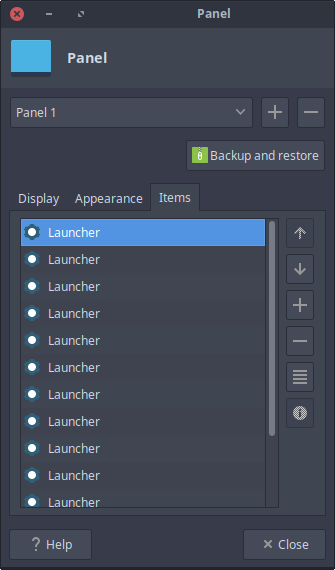 Panel
Panel
Panel 1
Backup and restore
Display Appearance Items
Launcher
Launcher
Launcher
Launcher
Launcher
Launcher
Launcher
Launcher
Launcher
Launcher
Launcher
? Help
Close